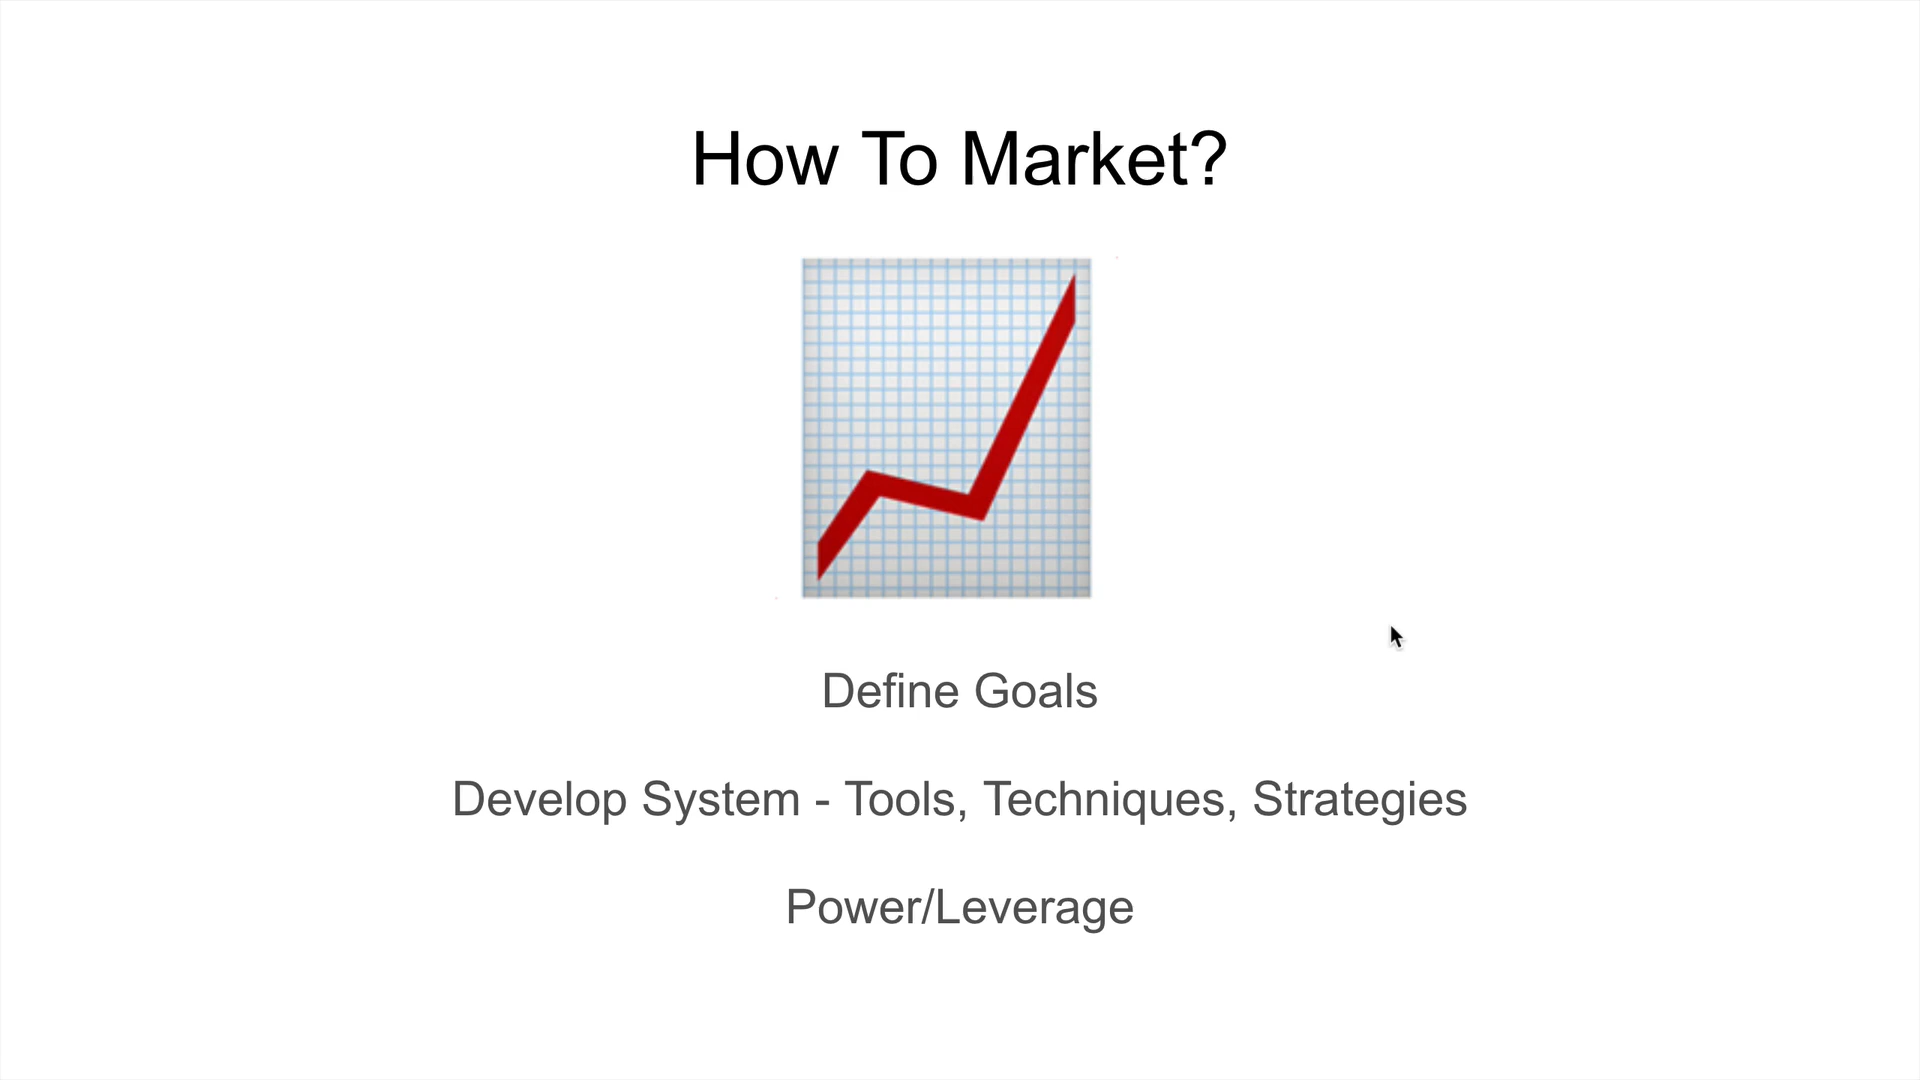 How To Market?
Define Goals
Develop System - Tools, Techniques, Strategies
Power/Leverage